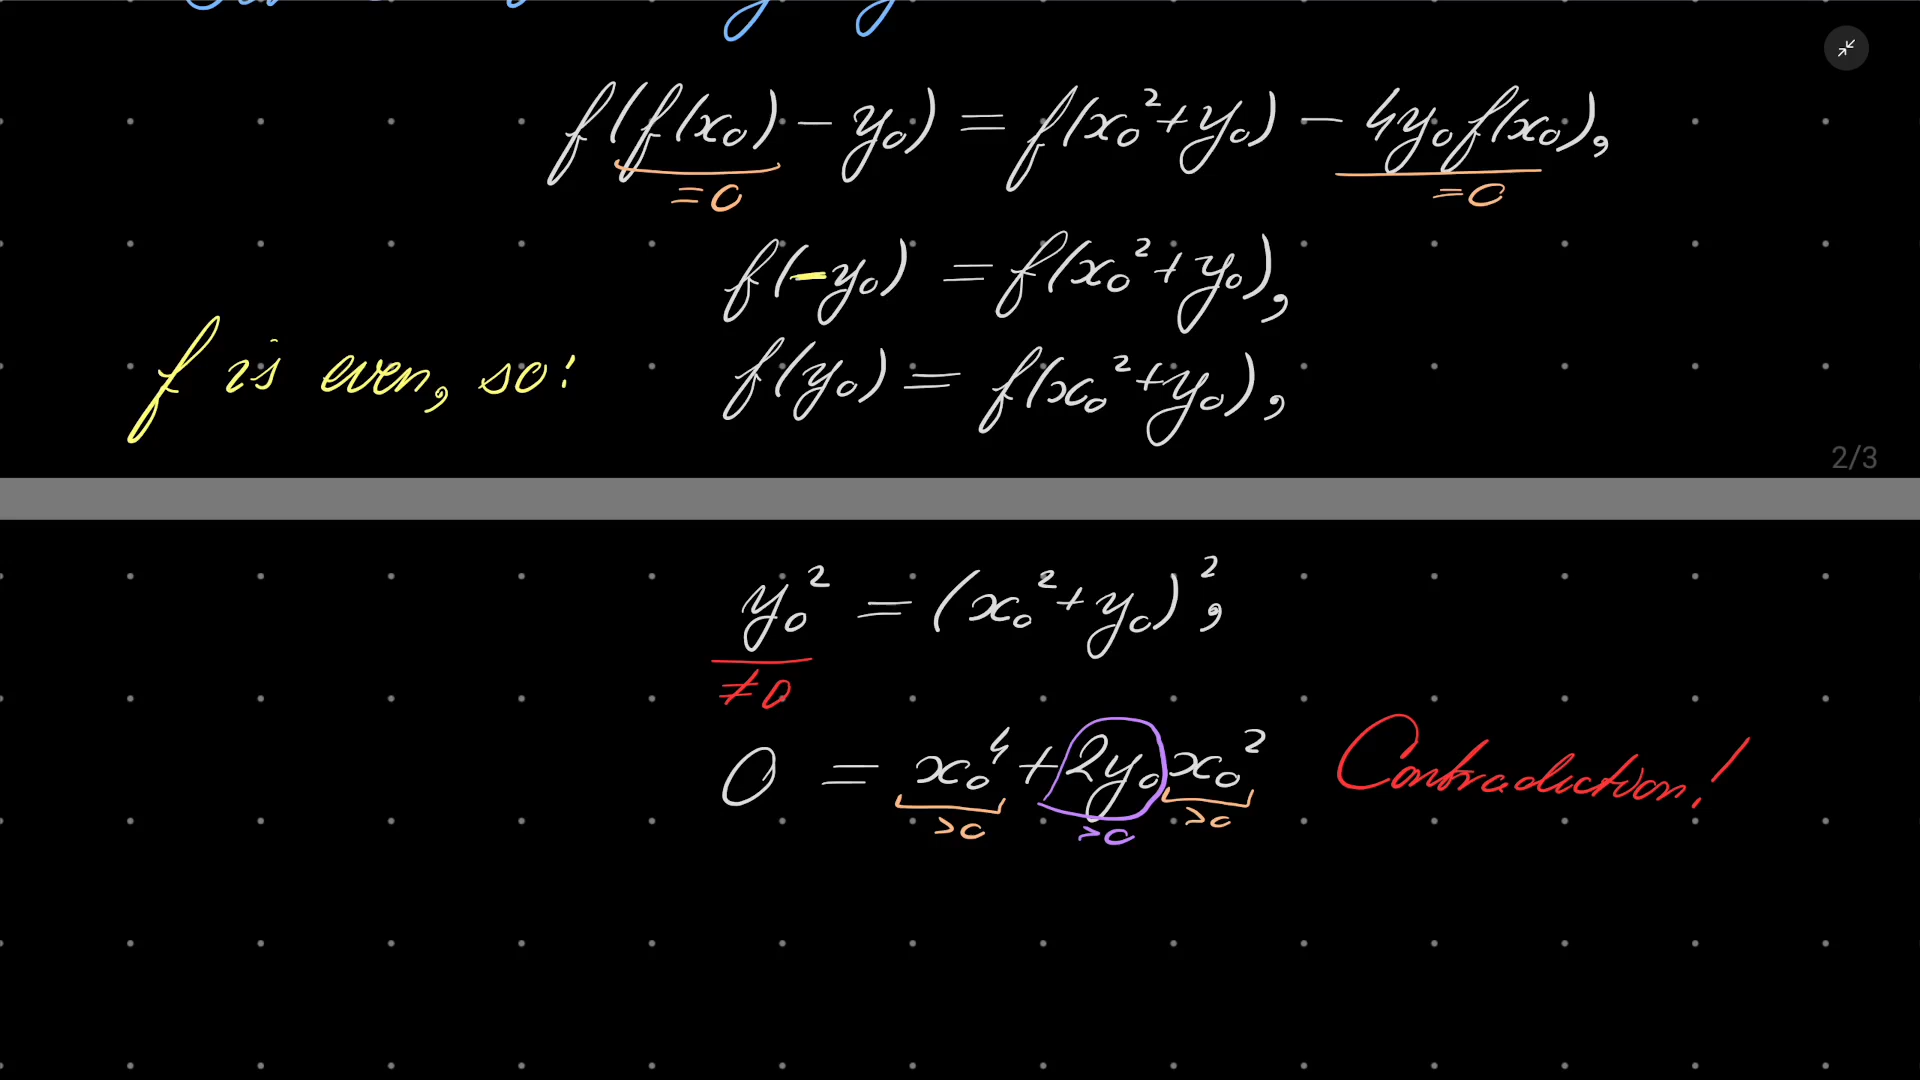 f(f(x₀) − y₀) = f(x₀² + y₀) − 4y₀f(x₀),
=0 =0
f(−y₀) = f(x₀² + y₀),
f is even, so: f(y₀) = f(x₀² + y₀),
2/3
y₀² = (x₀² + y₀)²,
≠0
0 = x₀⁴ + 2y₀x₀² Contradiction!
>0 >0 >0